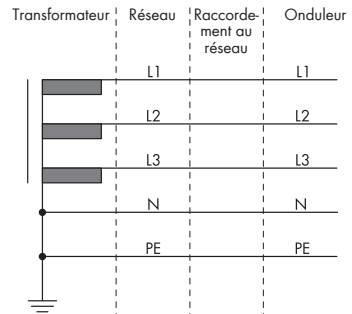 Transformateur Réseau Raccorde- Onduleur
ment au
réseau
L1 L1
L2 L2
L3 L3
N N
PE PE